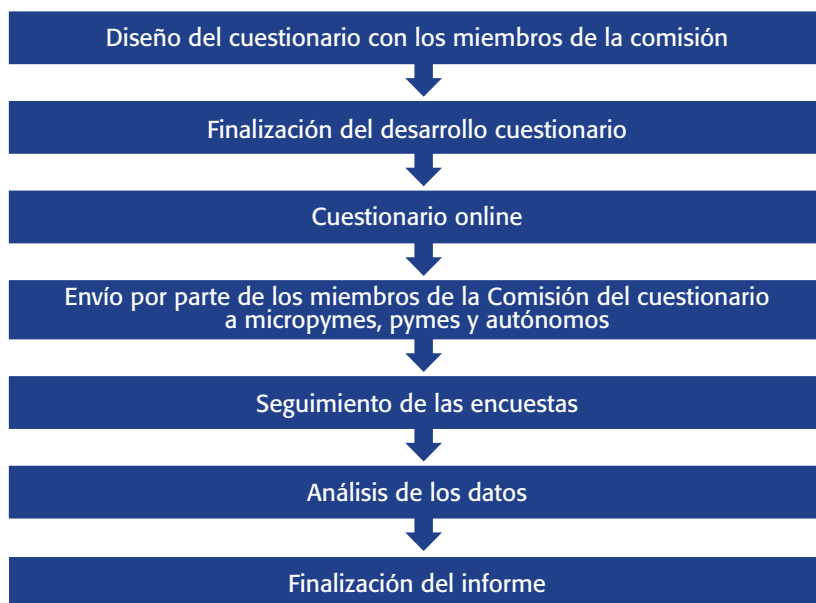 Diseño del cuestionario con los miembros de la comisión
Finalización del desarrollo cuestionario
Cuestionario online
Envío por parte de los miembros de la Comisión del cuestionario
a micropymes, pymes y autónomos
Seguimiento de las encuestas
Análisis de los datos
Finalización del informe